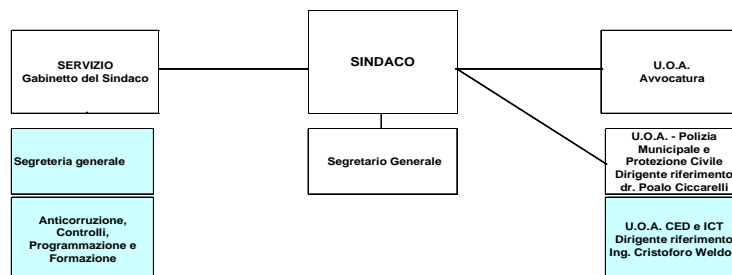 SERVIZIO
Gabinetto del Sindaco
SINDACO
U.O.A.
Avvocatura
Segreteria generale
Segretario Generale
U.O.A. - Polizia
Municipale e
Protezione Civile
Dirigente riferimento
dr. Poalo Ciccarelli
Anticorruzione,
Controlli,
Programmazione e
Formazione
U.O.A. CED e ICT
Dirigente riferimento
Ing. Cristoforo Weldo